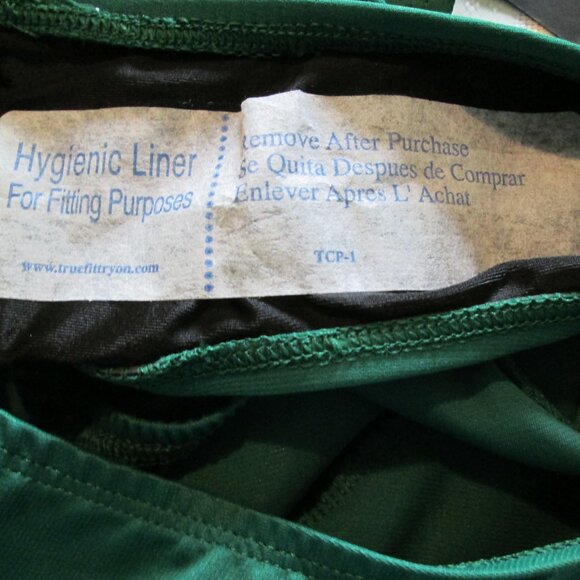 Hygienic Liner
For Fitting Purposes
www.truefittryon.com
Remove After Purchase
Se Quita Despues de Comprar
Enlever Apres L' Achat
TCP-1